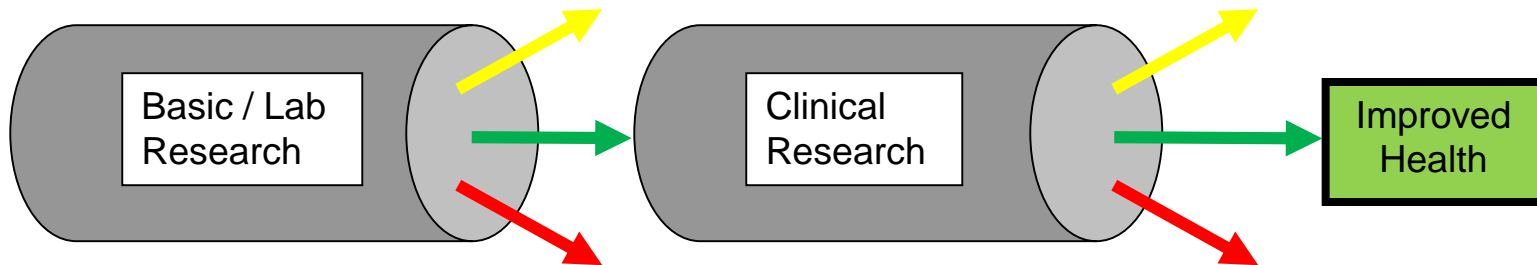 Basic / Lab
Research
Clinical
Research
Improved
Health